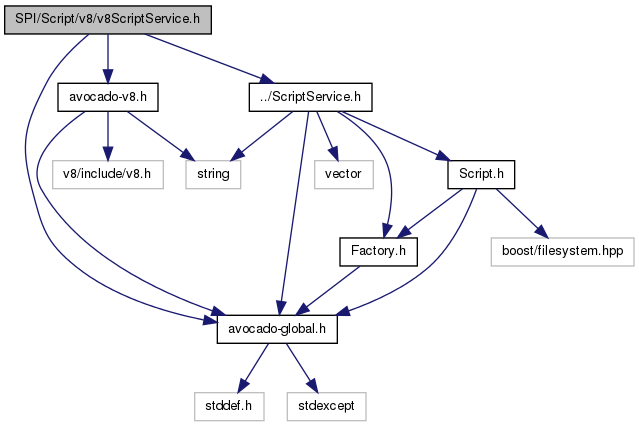 SPI/Script/v8/v8ScriptService.h
avocado-v8.h
../ScriptService.h
v8/include/v8.h
string
vector
Script.h
Factory.h
boost/filesystem.hpp
avocado-global.h
stddef.h
stdexcept